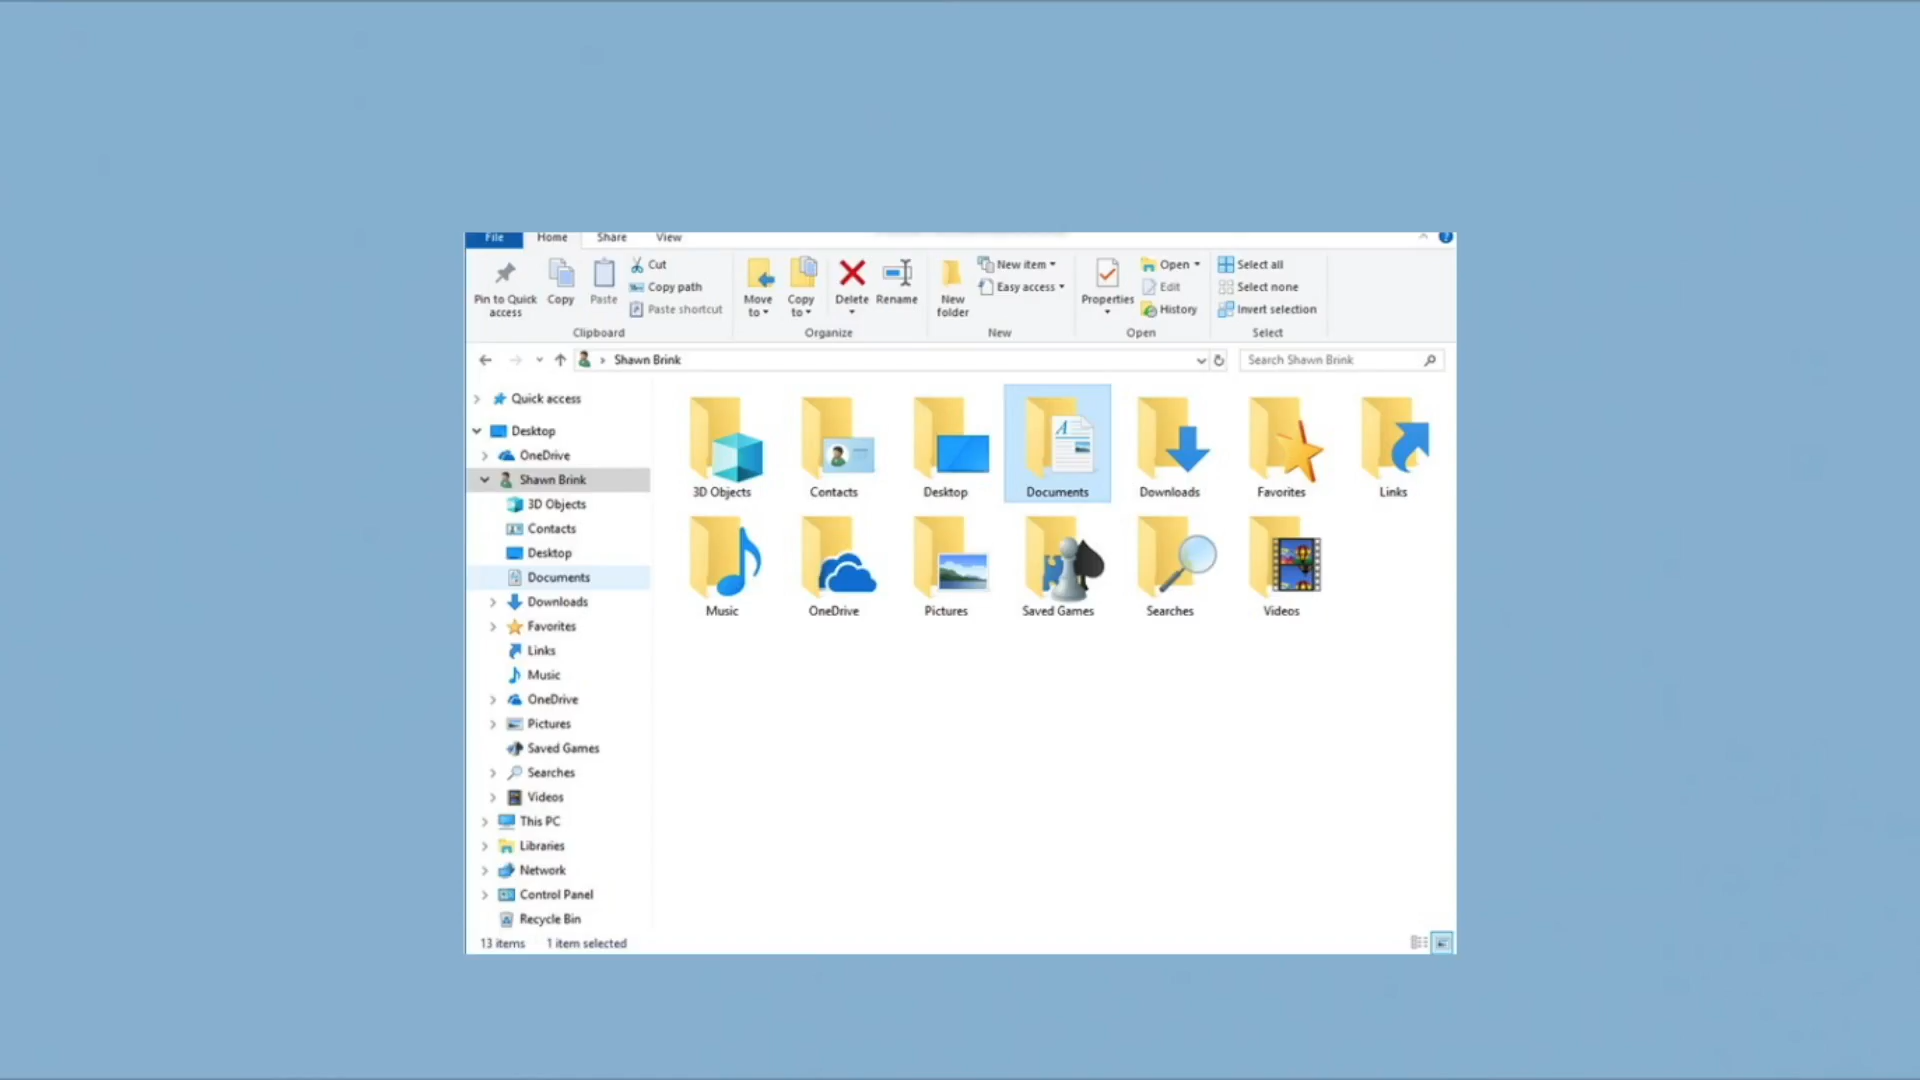 File Home Share View
Pin to Quick access
Copy
Paste
Cut
Copy path
Paste shortcut
Clipboard
Move to
Copy to
Delete
Rename
Organize
New folder
New item
Easy access
New
Properties
Open
Edit
History
Open
Select all
Select none
Invert selection
Select
Shawn Brink
Search Shawn Brink
Quick access
Desktop
OneDrive
Shawn Brink
3D Objects
Contacts
Desktop
Documents
Downloads
Favorites
Links
Music
OneDrive
Pictures
Saved Games
Searches
Videos
This PC
Libraries
Network
Control Panel
Recycle Bin
3D Objects Contacts Desktop Documents Downloads Favorites Links
Music OneDrive Pictures Saved Games Searches Videos
13 items 1 item selected